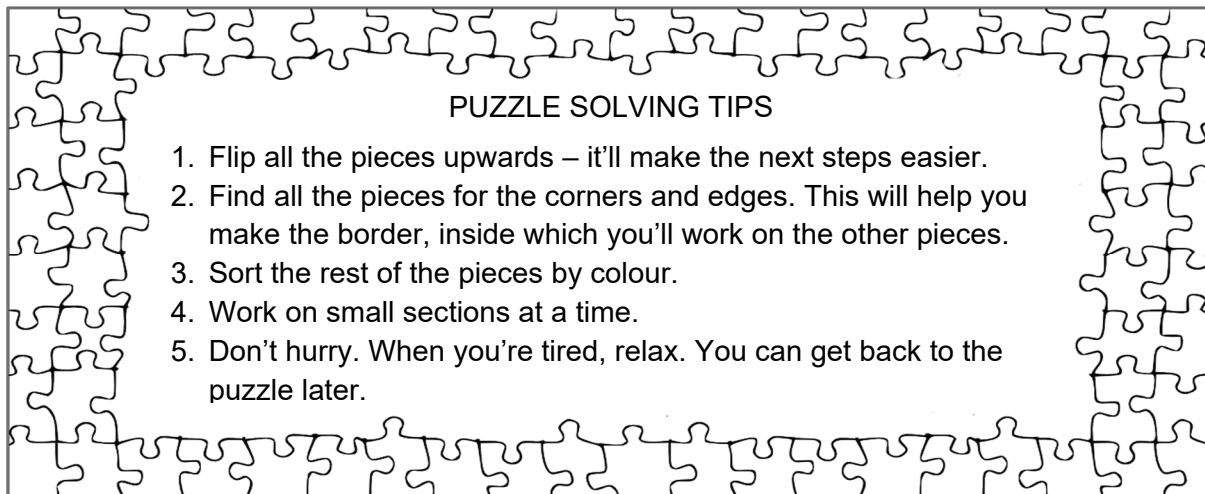 PUZZLE SOLVING TIPS
1. Flip all the pieces upwards – it’ll make the next steps easier.
2. Find all the pieces for the corners and edges. This will help you
make the border, inside which you’ll work on the other pieces.
3. Sort the rest of the pieces by colour.
4. Work on small sections at a time.
5. Don’t hurry. When you’re tired, relax. You can get back to the
puzzle later.